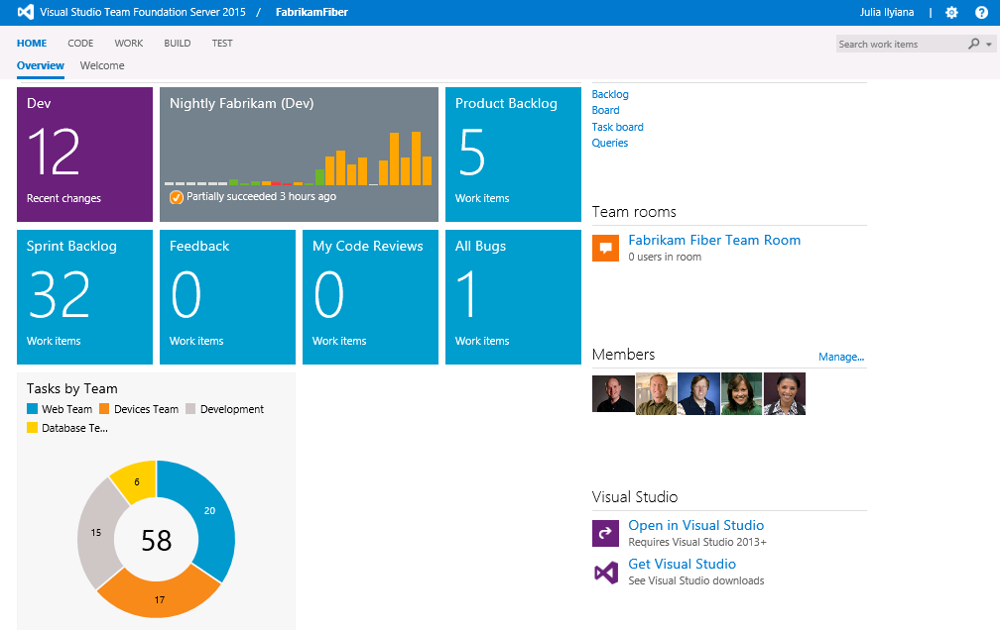 Visual Studio Team Foundation Server 2015 / FabrikamFiber
Julia Ilyiana |
HOME CODE WORK BUILD TEST
Search work items
Overview Welcome
Dev
12
Recent changes
Nightly Fabrikam (Dev)
Partially succeeded 3 hours ago
Product Backlog
5
Work items
Sprint Backlog
32
Work items
Feedback
0
Work items
My Code Reviews
0
Work items
All Bugs
1
Work items
Tasks by Team
Web Team Devices Team Development
Database Te...
6
20
15
58
17
Backlog
Board
Task board
Queries
Team rooms
Fabrikam Fiber Team Room
0 users in room
Members
Manage...
Visual Studio
Open in Visual Studio
Requires Visual Studio 2013+
Get Visual Studio
See Visual Studio downloads